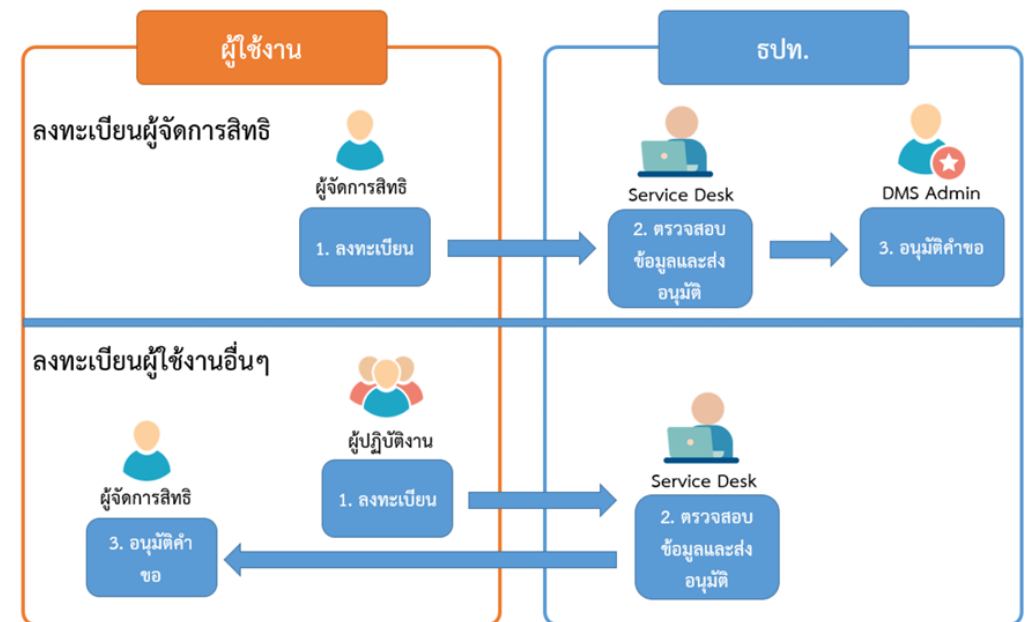 ผู้ใช้งาน
ธปท.
ลงทะเบียนผู้จัดการสิทธิ
ผู้จัดการสิทธิ
1. ลงทะเบียน
Service Desk
2. ตรวจสอบ
ข้อมูลและส่ง
อนุมัติ
DMS Admin
3. อนุมัติคำขอ
ลงทะเบียนผู้ใช้งานอื่นๆ
ผู้ปฏิบัติงาน
1. ลงทะเบียน
Service Desk
2. ตรวจสอบ
ข้อมูลและส่ง
อนุมัติ
ผู้จัดการสิทธิ
3. อนุมัติคำ
ขอ